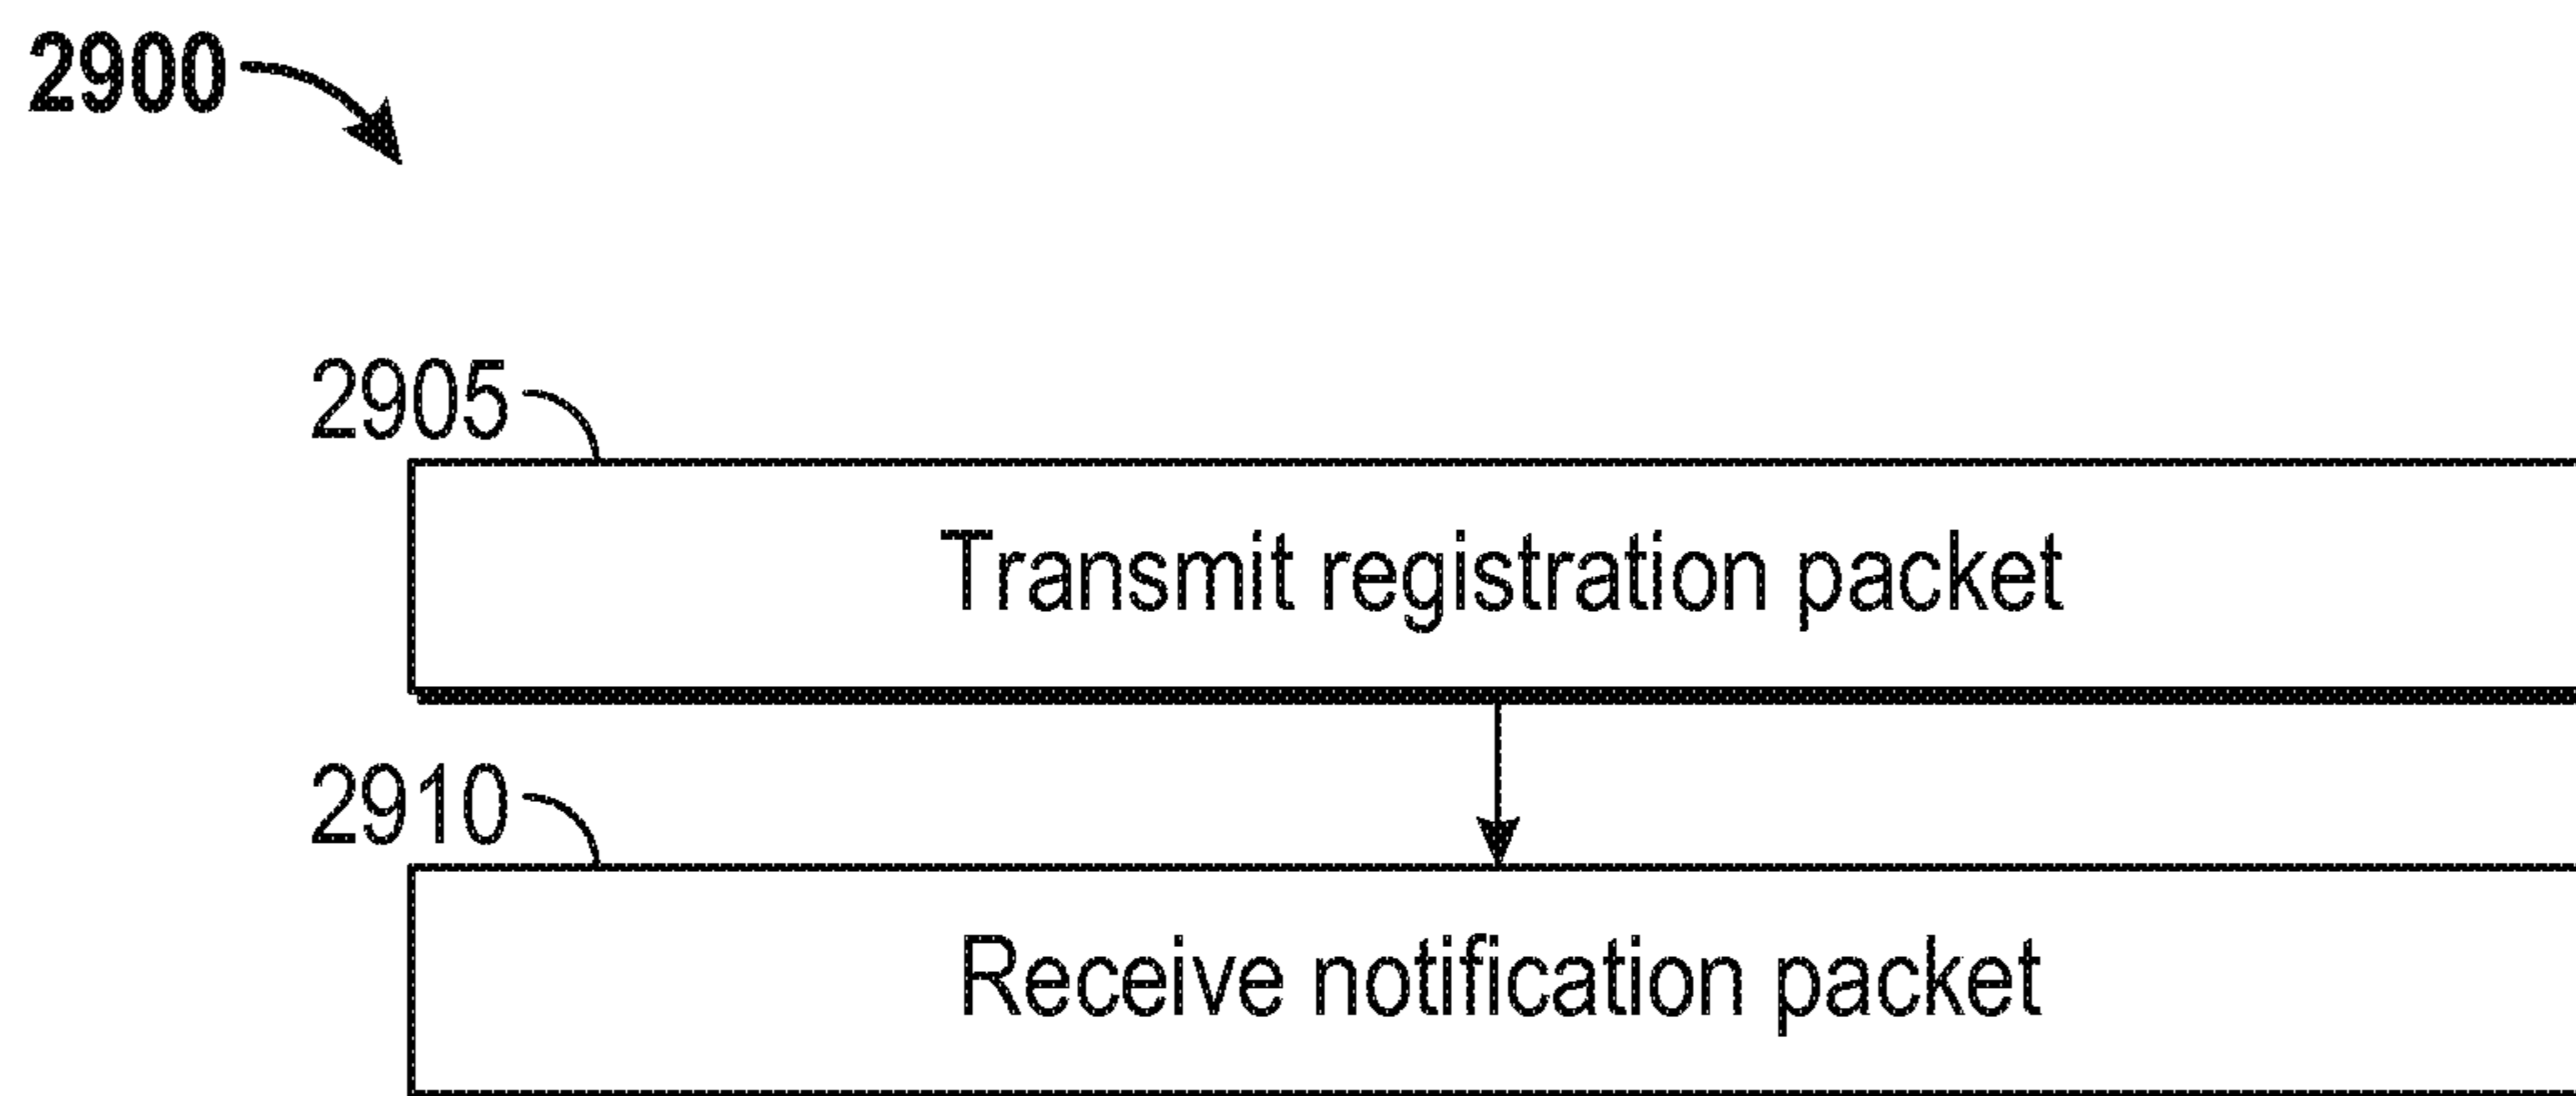 2900
2905
Transmit registration packet
2910
Receive notification packet